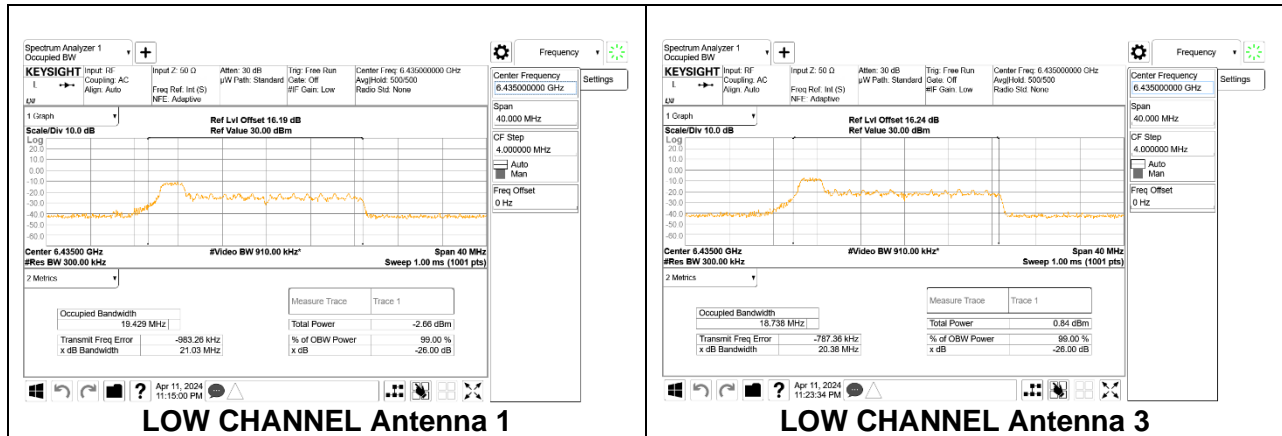 Spectrum Analyzer 1
Occupied BW
Frequency
KEYSIGHT
Input: RF
Coupling: AC
Align: Auto
Input Z: 50 Ω
Freq Ref: Int (S)
NFE: Adaptive
Atten: 30 dB
µW Path: Standard
Trig: Free Run
Gate: Off
#IF Gain: Low
Center Freq: 6.435000000 GHz
Avg|Hold: 500/500
Radio Std: None
Center Frequency
6.435000000 GHz
Settings
Span
40.000 MHz
CF Step
4.000000 MHz
Auto
Man
Freq Offset
0 Hz
1 Graph
Ref Lvl Offset 16.19 dB
Scale/Div 10.0 dB
Ref Value 30.00 dBm
Log
20.0
10.0
0.00
-10.0
-20.0
-30.0
-40.0
-50.0
-60.0
Center 6.43500 GHz
#Video BW 910.00 kHz*
Span 40 MHz
#Res BW 300.00 kHz
Sweep 1.00 ms (1001 pts)
2 Metrics
Measure Trace
Trace 1
Occupied Bandwidth
19.429 MHz
Total Power
-2.66 dBm
Transmit Freq Error
-983.26 kHz
% of OBW Power
99.00 %
x dB Bandwidth
21.03 MHz
x dB
-26.00 dB
Apr 11, 2024
11:15:00 PM
LOW CHANNEL Antenna 1
Spectrum Analyzer 1
Occupied BW
Frequency
KEYSIGHT
Input: RF
Coupling: AC
Align: Auto
Input Z: 50 Ω
Freq Ref: Int (S)
NFE: Adaptive
Atten: 30 dB
µW Path: Standard
Trig: Free Run
Gate: Off
#IF Gain: Low
Center Freq: 6.435000000 GHz
Avg|Hold: 500/500
Radio Std: None
Center Frequency
6.435000000 GHz
Settings
Span
40.000 MHz
CF Step
4.000000 MHz
Auto
Man
Freq Offset
0 Hz
1 Graph
Ref Lvl Offset 16.24 dB
Scale/Div 10.0 dB
Ref Value 30.00 dBm
Log
20.0
10.0
0.00
-10.0
-20.0
-30.0
-40.0
-50.0
-60.0
Center 6.43500 GHz
#Video BW 910.00 kHz*
Span 40 MHz
#Res BW 300.00 kHz
Sweep 1.00 ms (1001 pts)
2 Metrics
Measure Trace
Trace 1
Occupied Bandwidth
18.738 MHz
Total Power
0.84 dBm
Transmit Freq Error
-787.36 kHz
% of OBW Power
99.00 %
x dB Bandwidth
20.38 MHz
x dB
-26.00 dB
Apr 11, 2024
11:23:34 PM
LOW CHANNEL Antenna 3